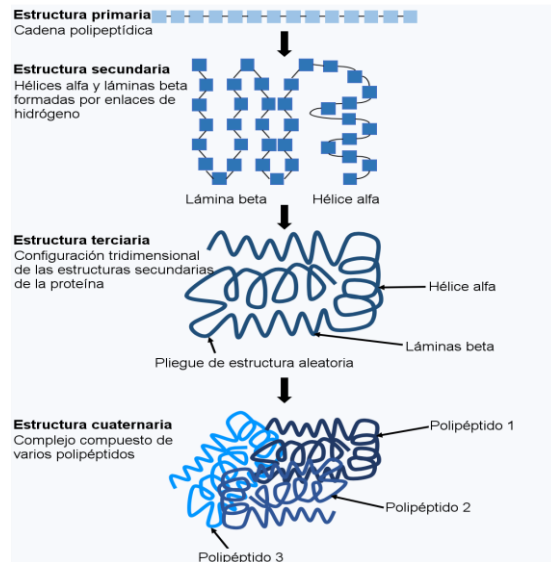 Estructura primaria
Cadena polipeptídica
Estructura secundaria
Hélices alfa y láminas beta
formadas por enlaces de
hidrógeno
Lámina beta
Hélice alfa
Estructura terciaria
Configuración tridimensional
de las estructuras secundarias
de la proteína
Hélice alfa
Láminas beta
Pliegue de estructura aleatoria
Estructura cuaternaria
Complejo compuesto de
varios polipéptidos
Polipéptido 1
Polipéptido 2
Polipéptido 3